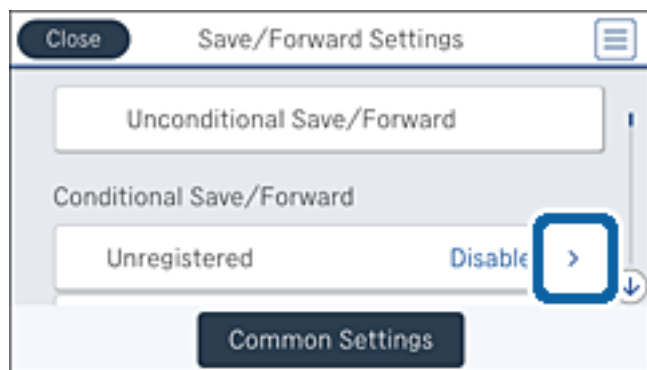 Close Save/Forward Settings
Unconditional Save/Forward
Conditional Save/Forward
Unregistered Disable >
Common Settings